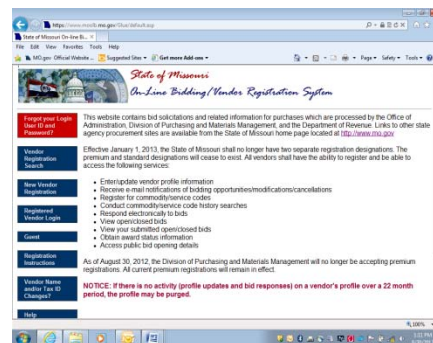 https://www.moolb.mo.gov
State of Missouri On-line Bi...
File Edit View Favorites Tools Help
MO.gov- Official Website... Suggested Sites Get more Add-ons
Page Safety Tools
State of Missouri
On-Line Bidding/Vendor Registration System
Forgot your Login
User ID and
Password?
Vendor
Registration
Search
New Vendor
Registration
Registered
Vendor Login
Guest
Registration
Instructions
Vendor Name
and/or Tax ID
Changes?
Help
This website contains bid solicitations and related information for purchases which are processed by the Office of
Administration, Division of Purchasing and Materials Management, and the Department of Revenue. Links to other state
agency procurement sites are available from the State of Missouri home page located at http://www.mo.gov
Effective January 1, 2013, the State of Missouri shall no longer have two separate registration designations. The
premium and standard designations will cease to exist. All vendors shall have the ability to register and be able to
access the following services:
• Enter/update vendor profile information
• Receive e-mail notifications of bidding opportunities/modifications/cancellations
• Register for commodity/service codes
• Conduct commodity/service code history searches
• Respond electronically to bids
• View open/closed bids
• View your submitted open/closed bids
• Obtain award status information
• Access public bid opening details
As of August 30, 2012, the Division of Purchasing and Materials Management will no longer be accepting premium
registrations. All current premium registrations will remain in effect.
NOTICE: If there is no activity (profile updates and bid responses) on a vendor's profile over a 22 month
period, the profile may be purged.
100%